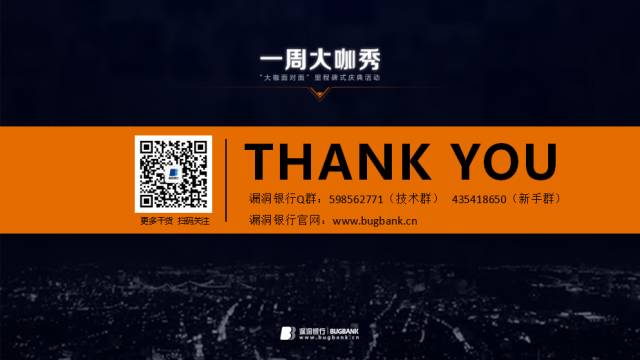 一周大咖秀
“大咖面对面”里程碑式庆典活动
THANK YOU
漏洞银行Q群：598562771（技术群） 435418650（新手群）
漏洞银行官网：www.bugbank.cn
更多干货 扫码关注
漏洞银行|BUGBANK
www.bugbank.cn